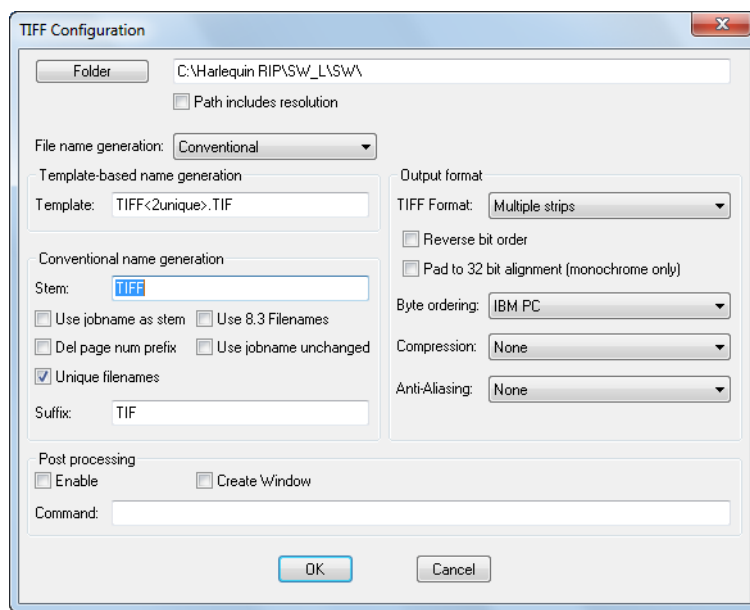 TIFF Configuration
Folder
C:\Harlequin RIP\SW_L\SW\
Path includes resolution
File name generation: Conventional
Template-based name generation
Template: TIFF<2unique>.TIF
Conventional name generation
Stem: TIFF
Use jobname as stem Use 8.3 Filenames
Del page num prefix Use jobname unchanged
Unique filenames
Suffix: TIF
Output format
TIFF Format: Multiple strips
Reverse bit order
Pad to 32 bit alignment (monochrome only)
Byte ordering: IBM PC
Compression: None
Anti-Aliasing: None
Post processing
Enable Create Window
Command:
OK Cancel